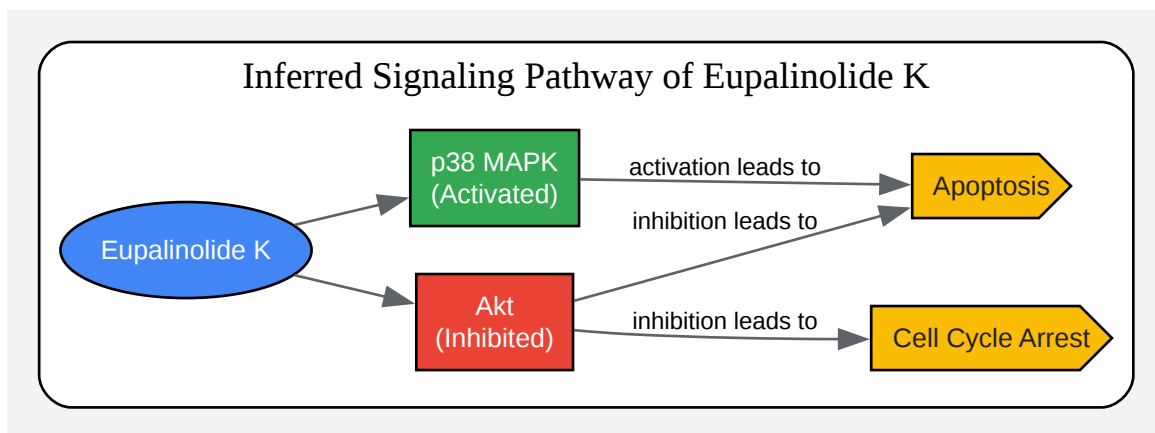 Inferred Signaling Pathway of Eupalinolide K
Eupalinolide K
p38 MAPK
(Activated)
activation leads to
Apoptosis
inhibition leads to
Akt
(Inhibited)
inhibition leads to
Cell Cycle Arrest